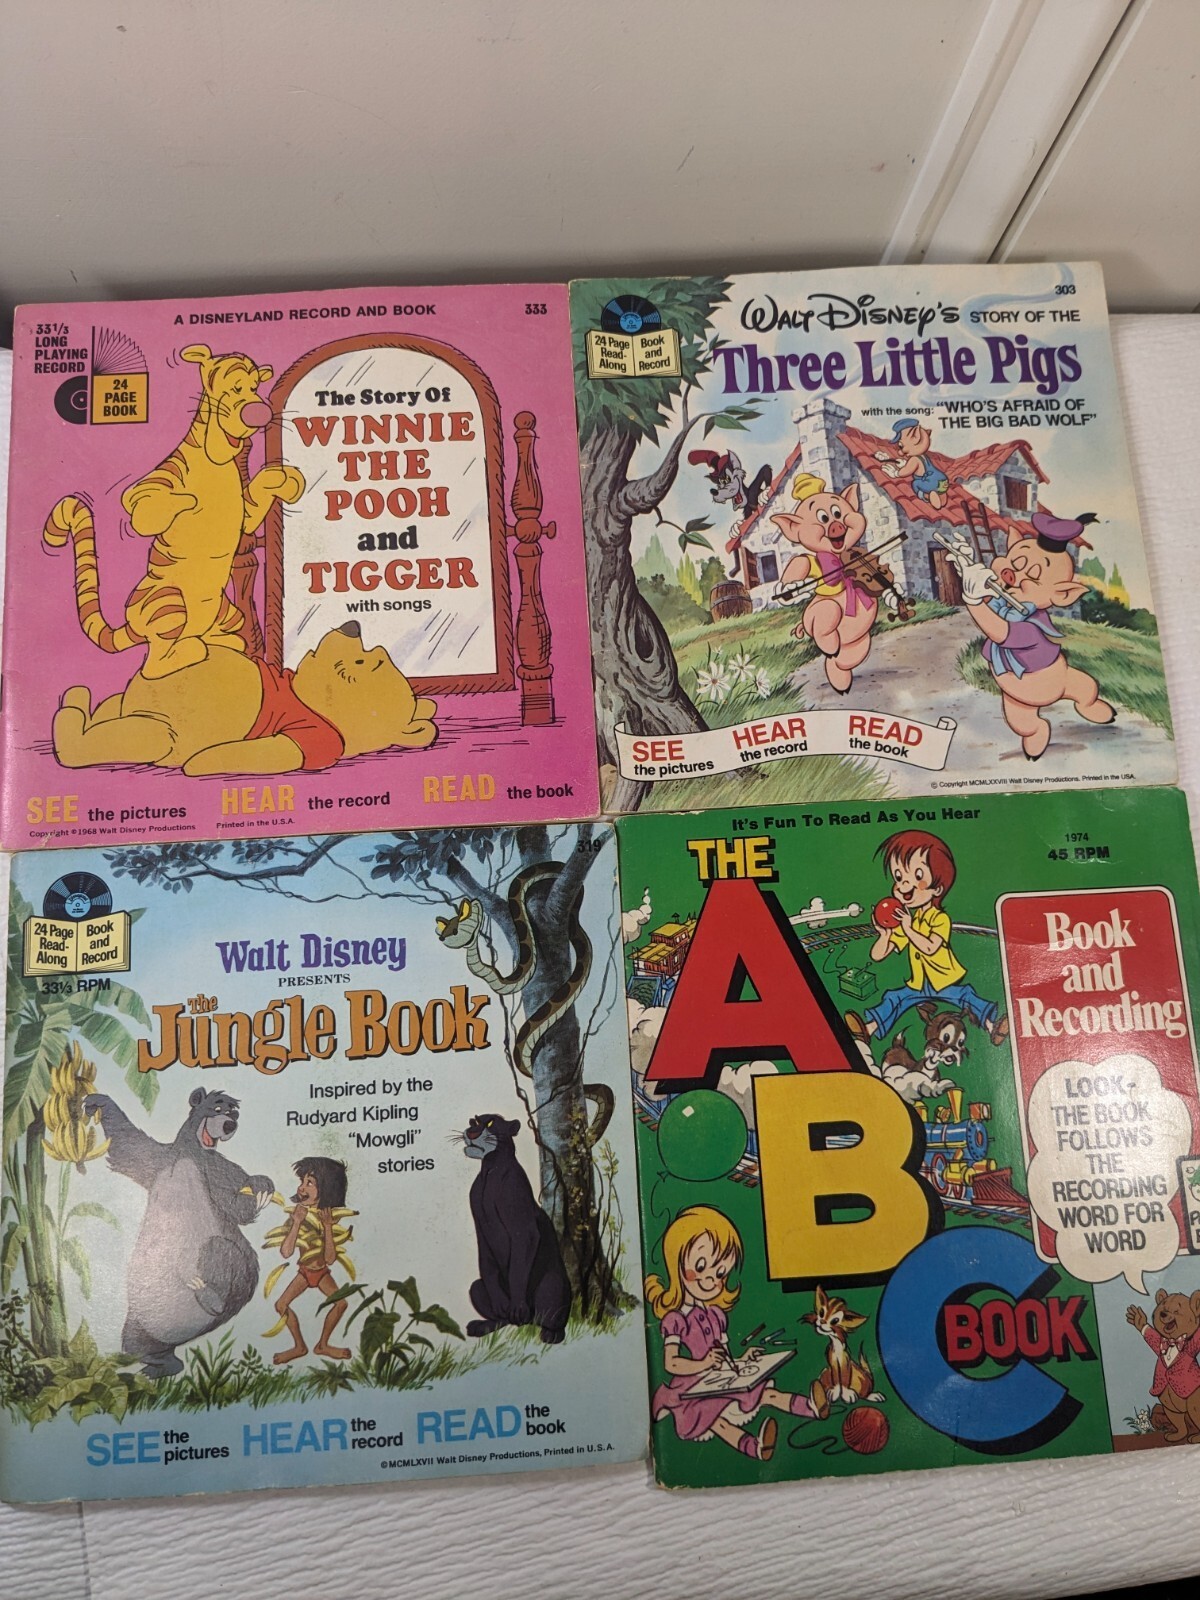 A DISNEYLAND RECORD AND BOOK
333
33 1/3
LONG
PLAYING
RECORD
24
PAGE
BOOK
The Story Of
WINNIE
THE
POOH
and
TIGGER
with songs
SEE the pictures HEAR the record READ the book
Copyright ©1968 Walt Disney Productions Printed in the U.S.A.
303
24 Page
Read-
Along
Book
and
Record
WALT DISNEY'S STORY OF THE
Three Little Pigs
with the song: "WHO'S AFRAID OF
THE BIG BAD WOLF"
SEE
the pictures
HEAR
the record
READ
the book
© Copyright MCMLXXVIII Walt Disney Productions. Printed in the USA.
319
24 Page
Read-
Along
Book
and
Record
33⅓ RPM
Walt Disney
PRESENTS
The
Jungle Book
Inspired by the
Rudyard Kipling
"Mowgli"
stories
SEE the pictures HEAR the record READ the book
©MCMLXVII Walt Disney Productions, Printed in U.S.A.
It's Fun To Read As You Hear
1974
45 RPM
THE
A
B
C
BOOK
Book
and
Recording
LOOK-
THE BOOK
FOLLOWS
THE
RECORDING
WORD FOR
WORD